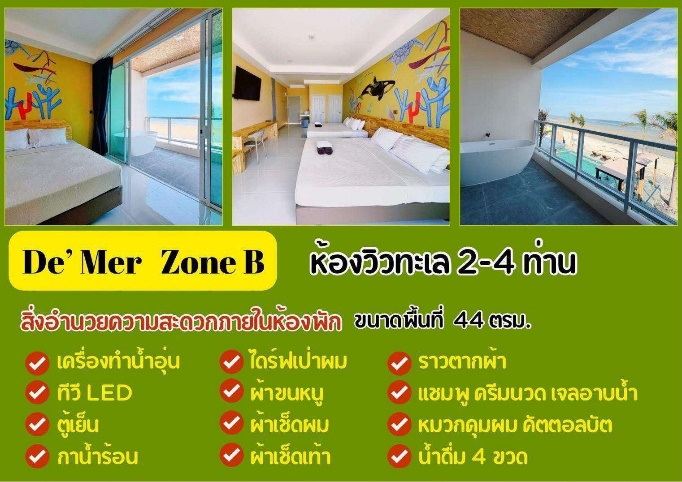 De' Mer Zone B
ห้องวิวทะเล 2-4 ท่าน
สิ่งอำนวยความสะดวกภายในห้องพัก
ขนาดพื้นที่ 44 ตรม.
เครื่องทำน้ำอุ่น
ทีวี LED
ตู้เย็น
กาน้ำร้อน
ไดร์ฟเป่าผม
ผ้าขนหนู
ผ้าเช็ดผม
ผ้าเช็ดเท้า
ราวตากผ้า
แชมพู ครีมนวด เจลอาบน้ำ
หมวกคุมผม คัตตอลบัต
น้ำดื่ม 4 ขวด